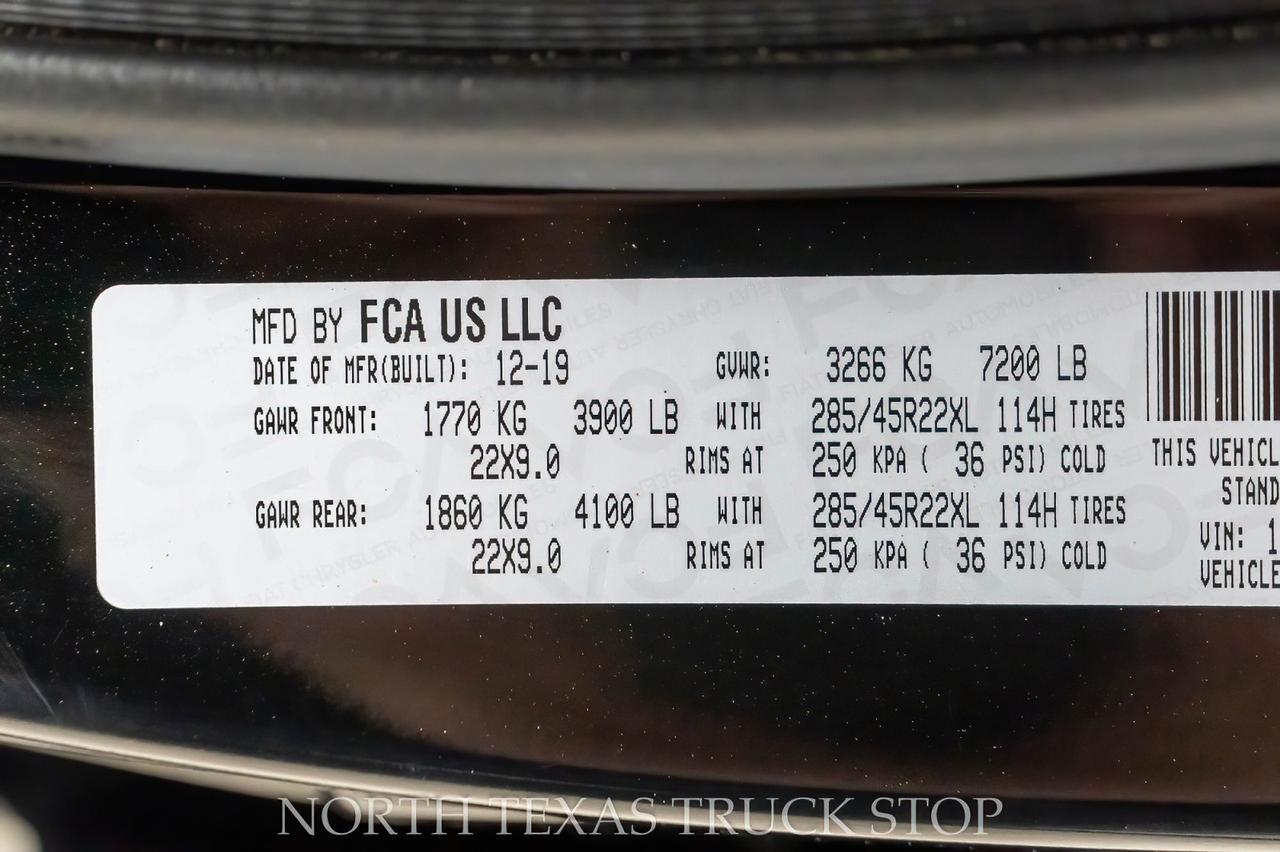 MFD BY FCA US LLC
DATE OF MFR(BUILT): 12-19 GVWR: 3266 KG 7200 LB
GAWR FRONT: 1770 KG 3900 LB WITH 285/45R22XL 114H TIRES
22X9.0 RIMS AT 250 KPA ( 36 PSI) COLD
GAWR REAR: 1860 KG 4100 LB WITH 285/45R22XL 114H TIRES
22X9.0 RIMS AT 250 KPA ( 36 PSI) COLD
THIS VEHICL
STAND
VIN: 1
VEHICLE
NORTH TEXAS TRUCK STOP